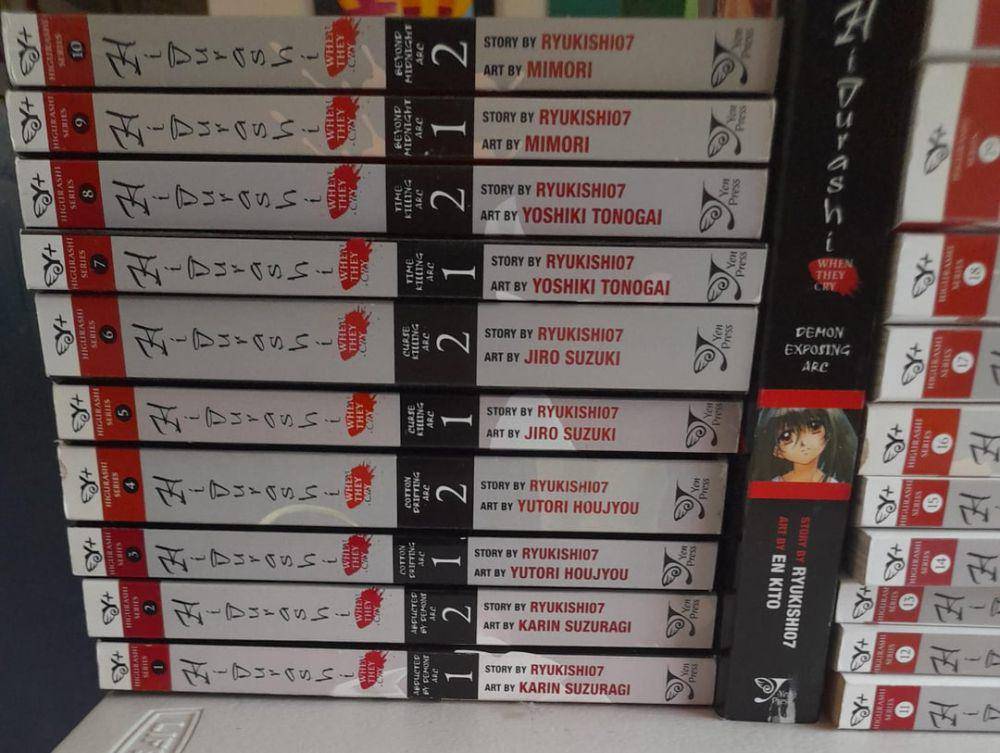 Y+
HIGURASHI SERIES
10
Higurashi
WHEN THEY CRY
BEYOND MIDNIGHT ARC
2
STORY BY RYUKISHI07
ART BY MIMORI
Yen Press
Y+
HIGURASHI SERIES
9
Higurashi
WHEN THEY CRY
BEYOND MIDNIGHT ARC
1
STORY BY RYUKISHI07
ART BY MIMORI
Yen Press
Y+
HIGURASHI SERIES
8
Higurashi
WHEN THEY CRY
TIME KILLING ARC
2
STORY BY RYUKISHI07
ART BY YOSHIKI TONOGAI
Yen Press
Y+
HIGURASHI SERIES
7
Higurashi
WHEN THEY CRY
TIME KILLING ARC
1
STORY BY RYUKISHI07
ART BY YOSHIKI TONOGAI
Yen Press
Y+
HIGURASHI SERIES
6
Higurashi
WHEN THEY CRY
CURSE KILLING ARC
2
STORY BY RYUKISHI07
ART BY JIRO SUZUKI
Yen Press
Y+
HIGURASHI SERIES
5
Higurashi
WHEN THEY CRY
CURSE KILLING ARC
1
STORY BY RYUKISHI07
ART BY JIRO SUZUKI
Yen Press
Y+
HIGURASHI SERIES
4
Higurashi
WHEN THEY CRY
COTTON DRIFTING ARC
2
STORY BY RYUKISHI07
ART BY YUTORI HOUJYOU
Yen Press
Y+
HIGURASHI SERIES
3
Higurashi
WHEN THEY CRY
COTTON DRIFTING ARC
1
STORY BY RYUKISHI07
ART BY YUTORI HOUJYOU
Yen Press
Y+
HIGURASHI SERIES
2
Higurashi
WHEN THEY CRY
ABDUCTED BY DEMONS ARC
2
STORY BY RYUKISHI07
ART BY KARIN SUZURAGI
Yen Press
Y+
HIGURASHI SERIES
1
Higurashi
WHEN THEY CRY
ABDUCTED BY DEMONS ARC
1
STORY BY RYUKISHI07
ART BY KARIN SUZURAGI
Yen Press
Higurashi
WHEN
THEY
CRY
DEMON
EXPOSING
ARC
STORY BY RYUKISHI07
ART BY EN KITO
Yen Press
Y+
Y+
HIGURASHI SERIES
18
Y+
HIGURASHI SERIES
17
Y+
HIGURASHI SERIES
16
Y+
HIGURASHI SERIES
15
Y+
HIGURASHI SERIES
14
Y+
HIGURASHI SERIES
13
Y+
HIGURASHI SERIES
12
Y+
HIGURASHI SERIES
11